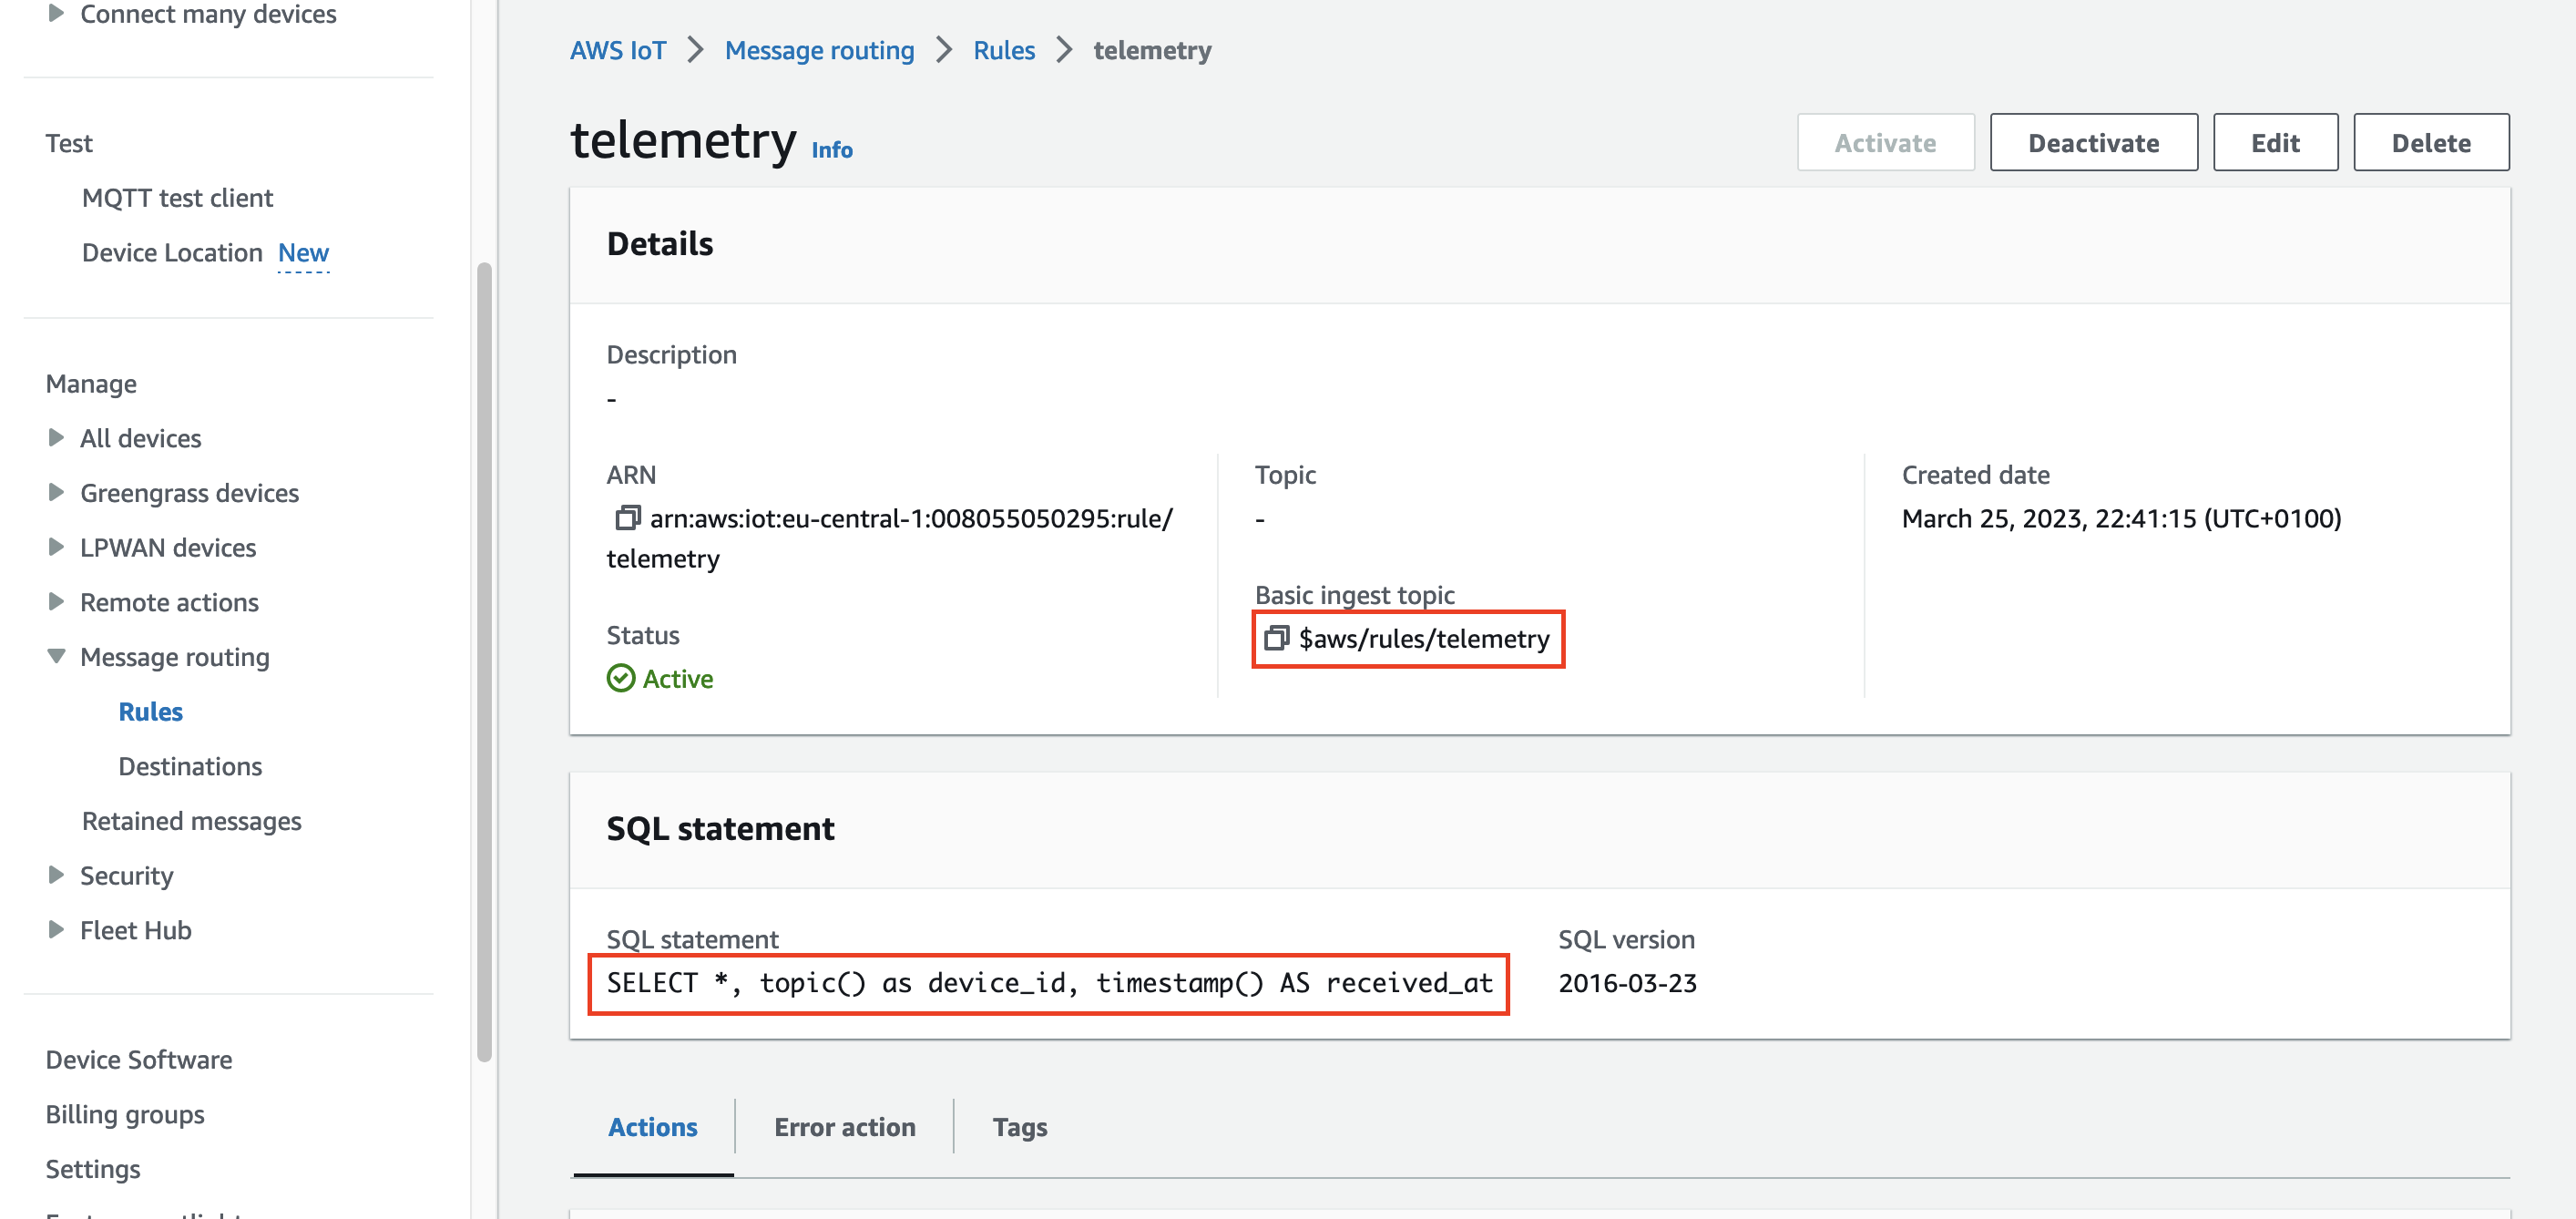 Connect many devices
Test
MQTT test client
Device Location New
Manage
All devices
Greengrass devices
LPWAN devices
Remote actions
Message routing
Rules
Destinations
Retained messages
Security
Fleet Hub
Device Software
Billing groups
Settings
AWS IoT > Message routing > Rules > telemetry
telemetry Info
Activate Deactivate Edit Delete
Details
Description
-
ARN
arn:aws:iot:eu-central-1:008055050295:rule/
telemetry
Status
Active
Topic
-
Basic ingest topic
$aws/rules/telemetry
Created date
March 25, 2023, 22:41:15 (UTC+0100)
SQL statement
SQL statement
SELECT *, topic() as device_id, timestamp() AS received_at
SQL version
2016-03-23
Actions Error action Tags